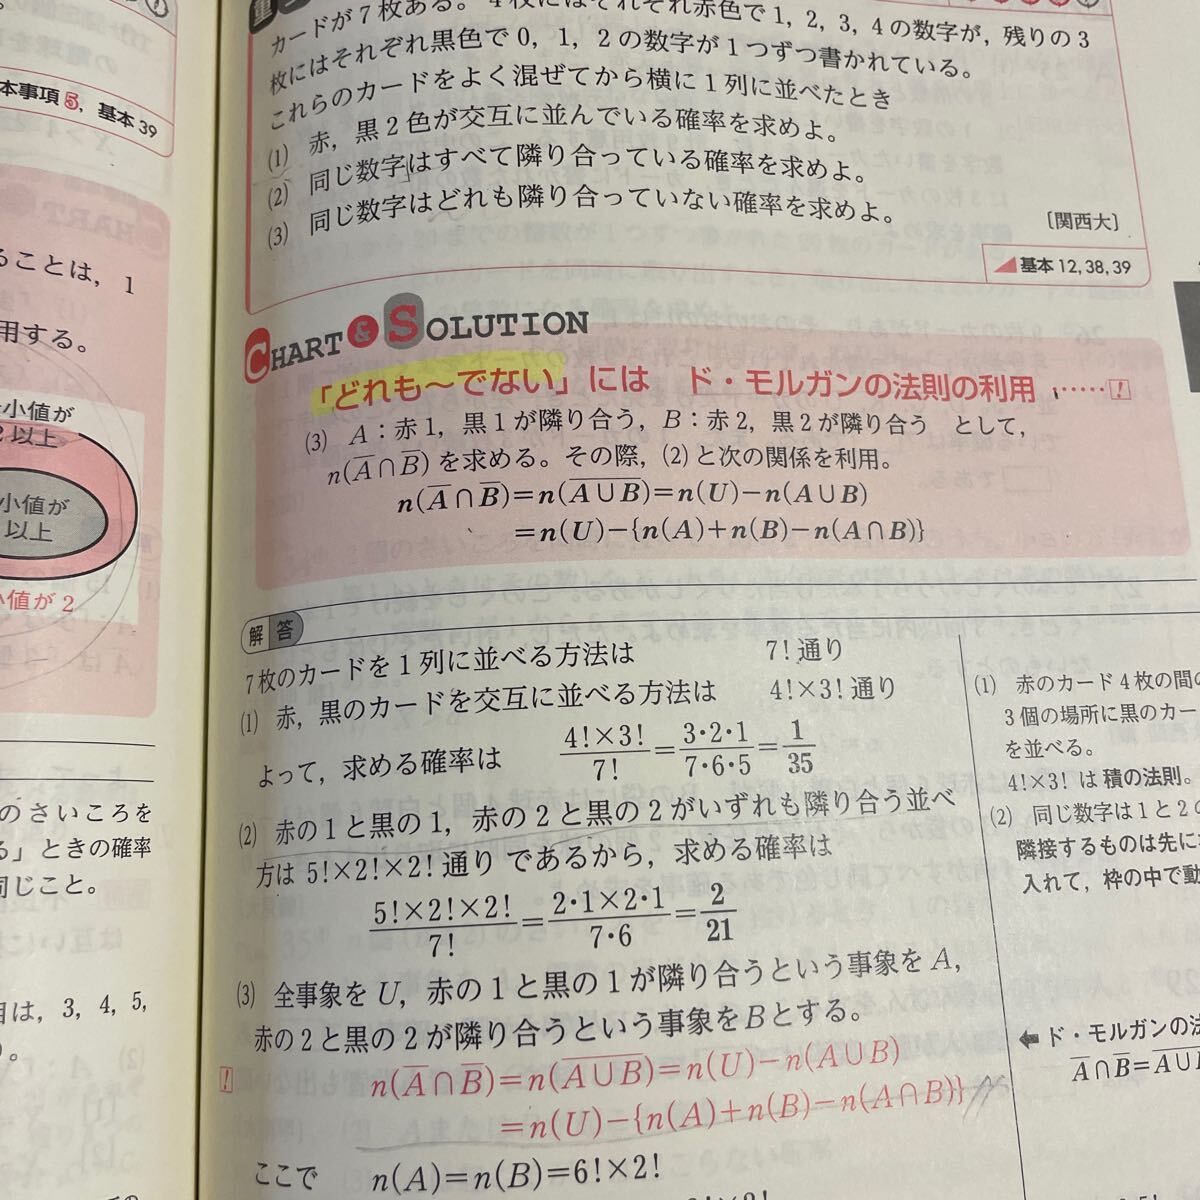 カードが7枚ある。4枚にはそれぞれ赤色で1, 2, 3, 4の数字が, 残りの3
枚にはそれぞれ黒色で0, 1, 2の数字が1つずつ書かれている。
これらのカードをよく混ぜてから横に1列に並べたとき
(1) 赤, 黒2色が交互に並んでいる確率を求めよ。
(2) 同じ数字はすべて隣り合っている確率を求めよ。
(3) 同じ数字はどれも隣り合っていない確率を求めよ。
〔関西大〕
基本 12, 38, 39
CHART & SOLUTION
「どれも〜でない」には ド・モルガンの法則の利用 ……!
(3) A:赤1, 黒1が隣り合う, B:赤2, 黒2が隣り合う として,
n(A̅∩B̅)を求める。その際, (2)と次の関係を利用。
n(A̅∩B̅)=n(A∪B‾)=n(U)−n(A∪B)
=n(U)−{n(A)+n(B)−n(A∩B)}
解答
7枚のカードを1列に並べる方法は 7!通り
(1) 赤, 黒のカードを交互に並べる方法は 4!×3!通り
よって, 求める確率は 4!×3!/7! = 3・2・1/7・6・5 = 1/35
(2) 赤の1と黒の1, 赤の2と黒の2がいずれも隣り合う並べ
方は 5!×2!×2!通り であるから, 求める確率は
5!×2!×2!/7! = 2・1×2・1/7・6 = 2/21
(3) 全事象をU, 赤の1と黒の1が隣り合うという事象をA,
赤の2と黒の2が隣り合うという事象をBとする。
! n(A̅∩B̅)=n(A∪B‾)=n(U)−n(A∪B)
=n(U)−{n(A)+n(B)−n(A∩B)}
ここで n(A)=n(B)=6!×2!
(1) 赤のカード4枚の間の
3個の場所に黒のカー
を並べる。
4!×3! は積の法則。
(2) 同じ数字は1と2の
隣接するものは先に
入れて, 枠の中で動
ド・モルガンの法
A̅∩B̅=A∪B
本事項5, 基本39
ることは, 1
用する。
小値が
2以上
小値が
以上
小値が2
のさいころを
る」ときの確率
同じこと。
目は, 3, 4, 5,